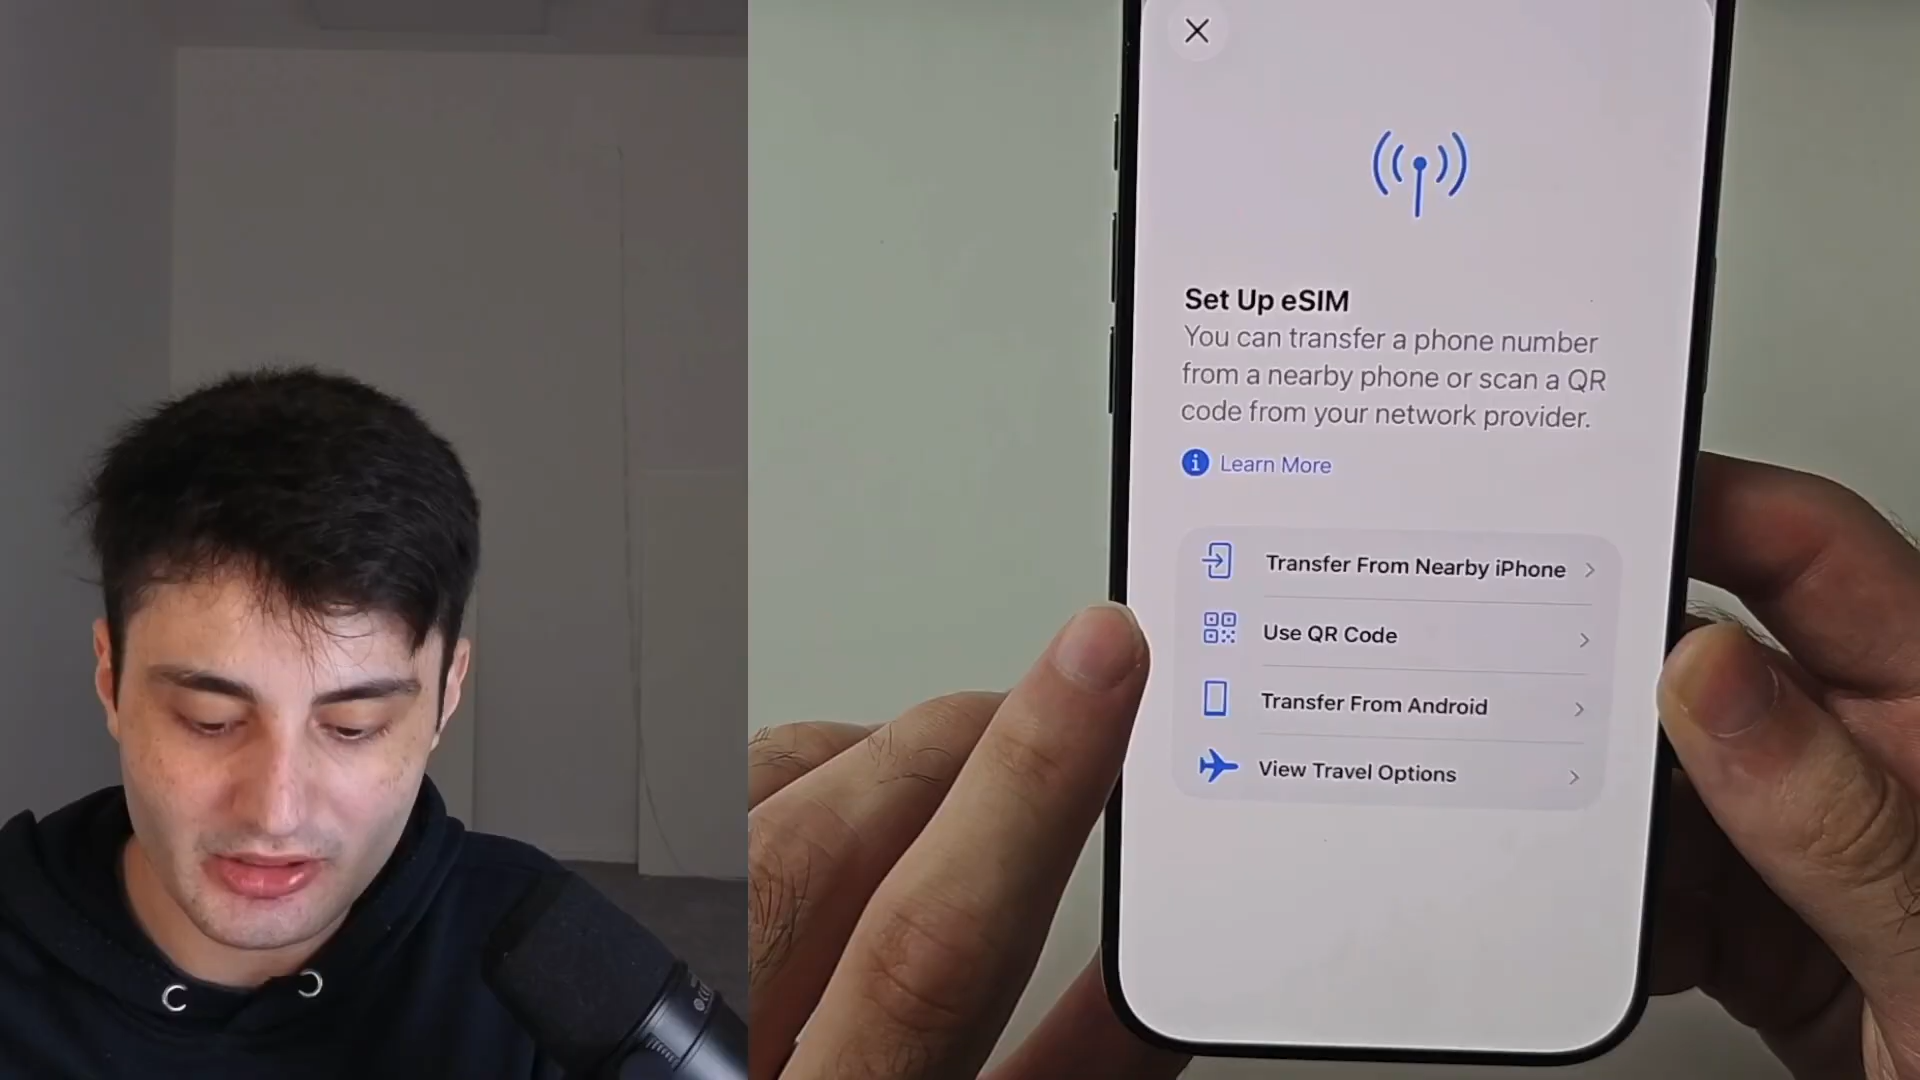 Set Up eSIM
You can transfer a phone number
from a nearby phone or scan a QR
code from your network provider.
Learn More
Transfer From Nearby iPhone
Use QR Code
Transfer From Android
View Travel Options